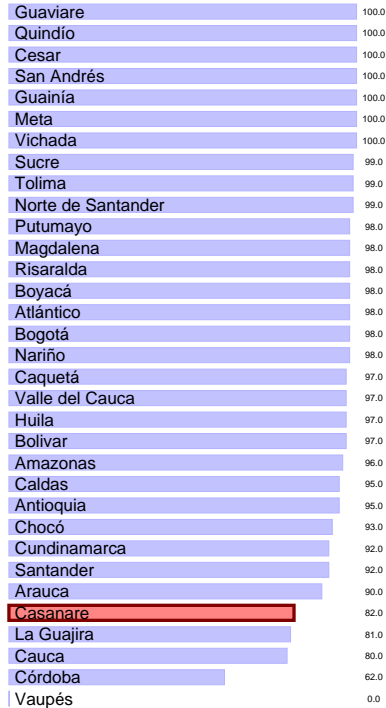 Guaviare 100.0
Quindío 100.0
Cesar 100.0
San Andrés 100.0
Guainía 100.0
Meta 100.0
Vichada 100.0
Sucre 99.0
Tolima 99.0
Norte de Santander 99.0
Putumayo 98.0
Magdalena 98.0
Risaralda 98.0
Boyacá 98.0
Atlántico 98.0
Bogotá 98.0
Nariño 98.0
Caquetá 97.0
Valle del Cauca 97.0
Huila 97.0
Bolivar 97.0
Amazonas 96.0
Caldas 95.0
Antioquia 95.0
Chocó 93.0
Cundinamarca 92.0
Santander 92.0
Arauca 90.0
Casanare 82.0
La Guajira 81.0
Cauca 80.0
Córdoba 62.0
Vaupés 0.0